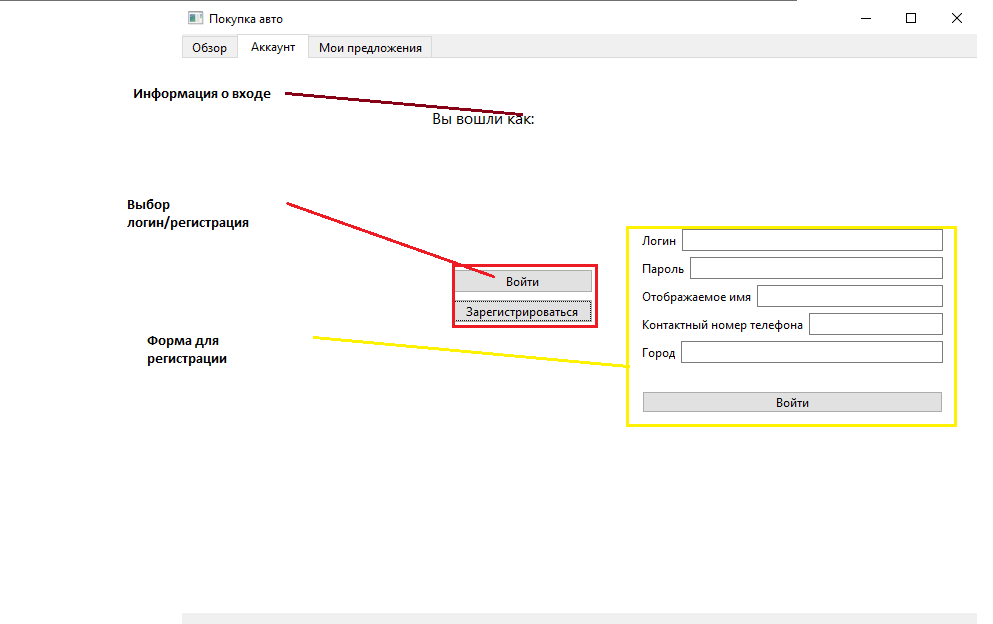 Покупка авто
Обзор
Аккаунт
Мои предложения
Информация о входе
Вы вошли как:
Выбор
логин/регистрация
Логин
Пароль
Войти
Отображаемое имя
Зарегистрироваться
Контактный номер телефона
Форма для
регистрации
Город
Войти